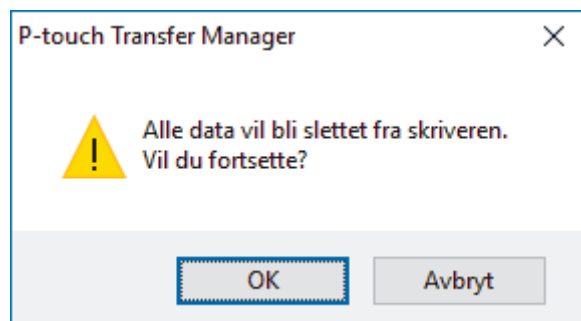 P-touch Transfer Manager
Alle data vil bli slettet fra skriveren.
Vil du fortsette?
OK
Avbryt